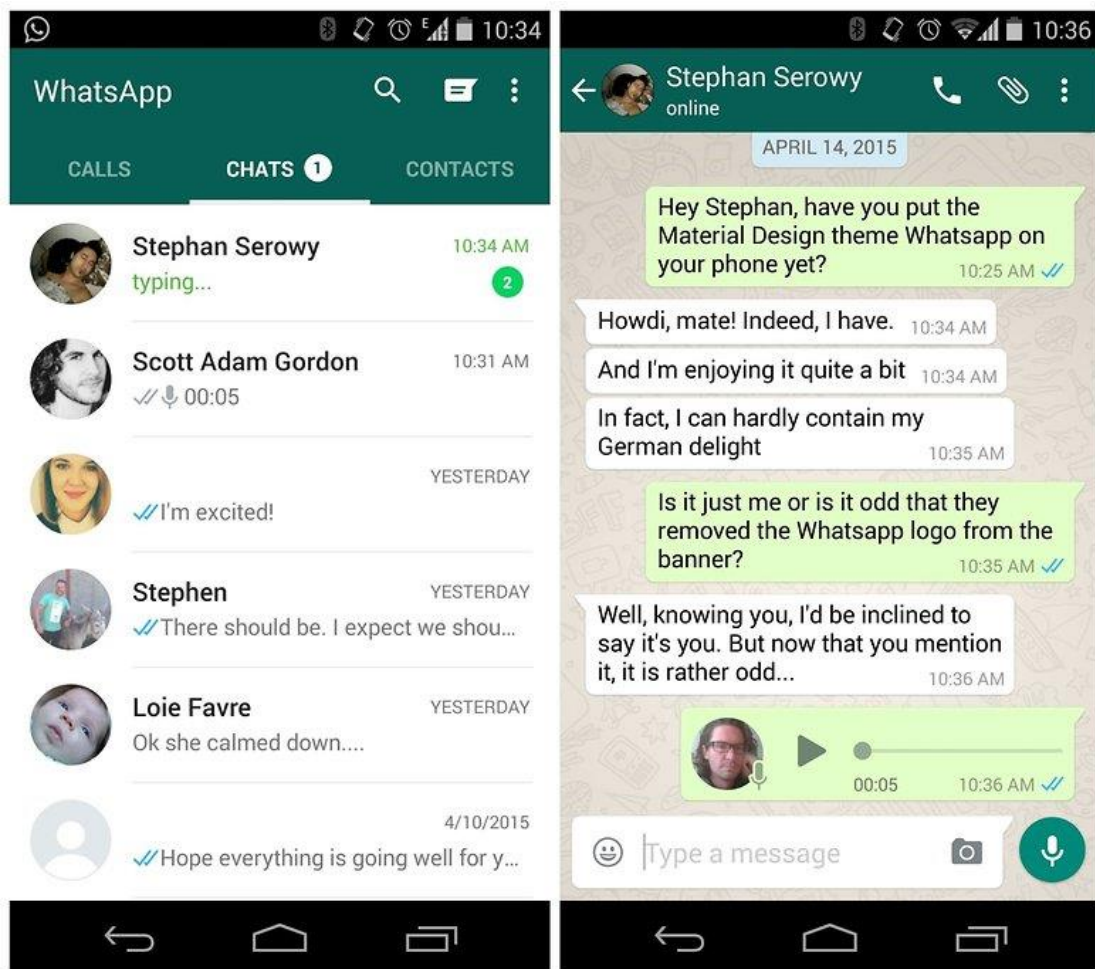 E 10:34
WhatsApp
CALLS CHATS 1 CONTACTS
Stephan Serowy 10:34 AM
typing... 2
Scott Adam Gordon 10:31 AM
00:05
YESTERDAY
I'm excited!
Stephen YESTERDAY
There should be. I expect we shou...
Loie Favre YESTERDAY
Ok she calmed down....
4/10/2015
Hope everything is going well for y...
10:36
Stephan Serowy
online
APRIL 14, 2015
Hey Stephan, have you put the
Material Design theme Whatsapp on
your phone yet? 10:25 AM
Howdi, mate! Indeed, I have. 10:34 AM
And I'm enjoying it quite a bit 10:34 AM
In fact, I can hardly contain my
German delight 10:35 AM
Is it just me or is it odd that they
removed the Whatsapp logo from the
banner? 10:35 AM
Well, knowing you, I'd be inclined to
say it's you. But now that you mention
it, it is rather odd... 10:36 AM
00:05 10:36 AM
Type a message